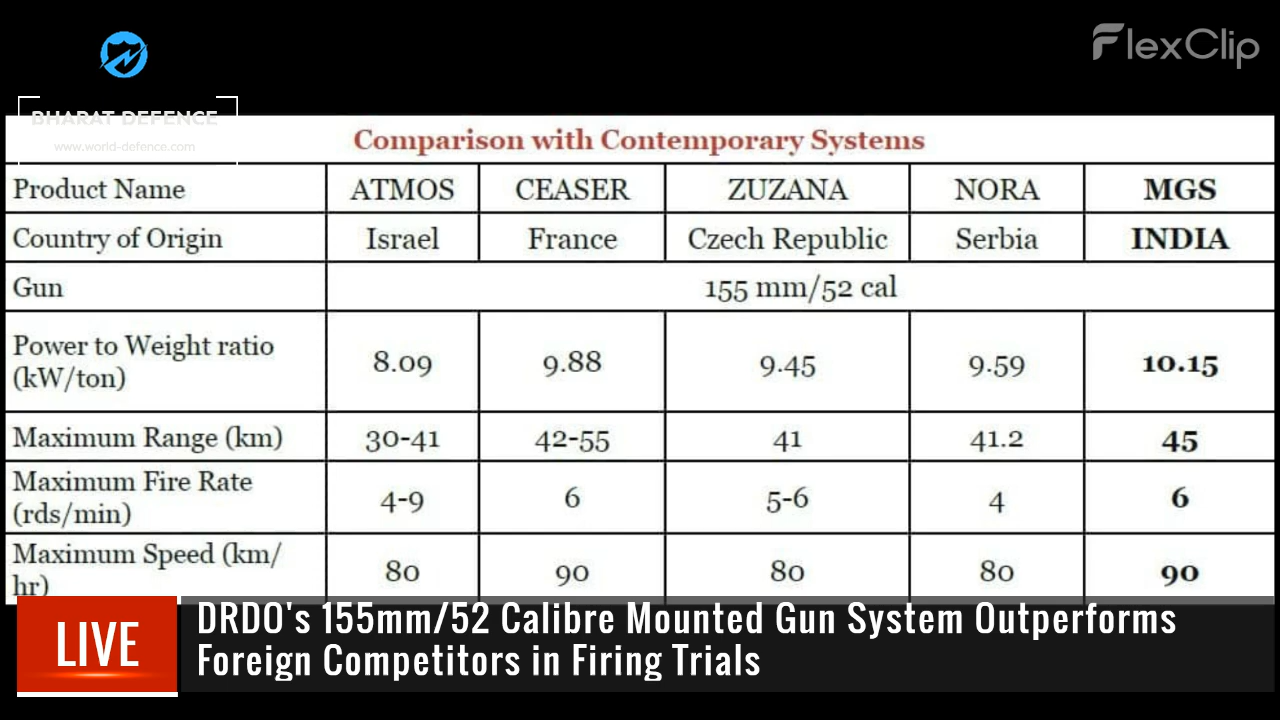 FlexClip
BHARAT DEFENCE
www.world-defence.com
Comparison with Contemporary Systems
Product Name ATMOS CEASER ZUZANA NORA MGS
Country of Origin Israel France Czech Republic Serbia INDIA
Gun 155 mm/52 cal
Power to Weight ratio
(kW/ton) 8.09 9.88 9.45 9.59 10.15
Maximum Range (km) 30-41 42-55 41 41.2 45
Maximum Fire Rate
(rds/min) 4-9 6 5-6 4 6
Maximum Speed (km/
hr) 80 90 80 80 90
LIVE
DRDO's 155mm/52 Calibre Mounted Gun System Outperforms
Foreign Competitors in Firing Trials